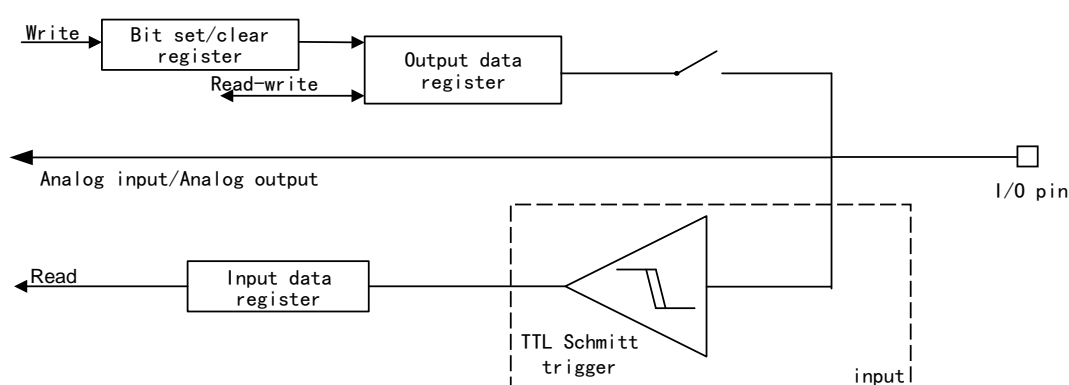 Write
Bit set/clear
register
Output data
register
Read-write
Analog input/Analog output
I/O pin
Read
Input data
register
TTL Schmitt
trigger
input